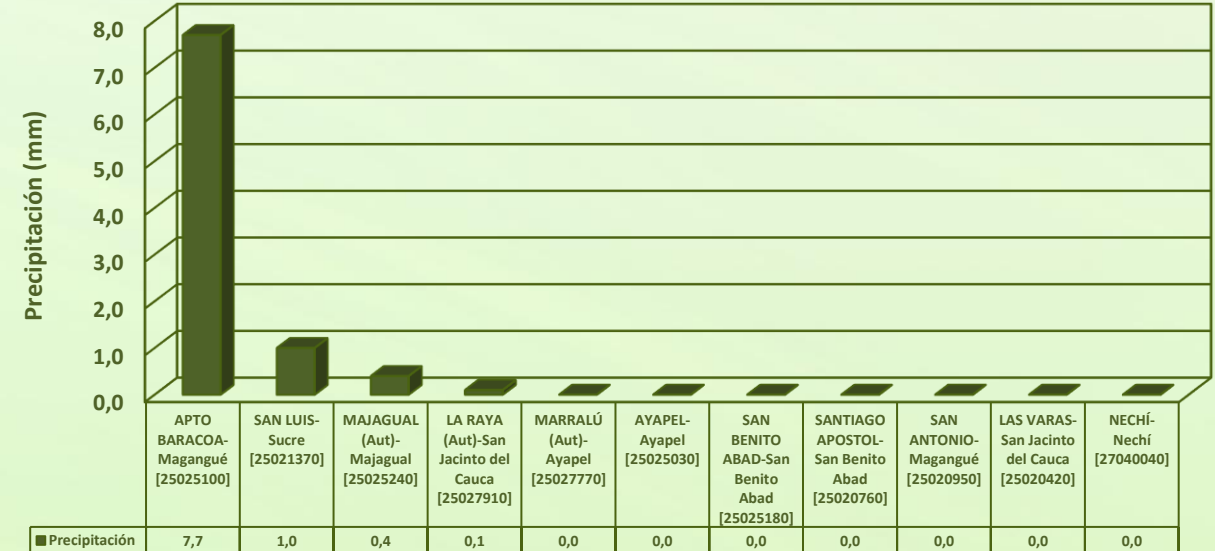 Precipitación (mm)
8,0
7,0
6,0
5,0
4,0
3,0
2,0
1,0
0,0
APTO
BARACOA-
Magangué
[25025100]
SAN LUIS-
Sucre
[25021370]
MAJAGUAL
(Aut)-
Majagual
[25025240]
LA RAYA
(Aut)-San
Jacinto del
Cauca
[25027910]
MARRALÚ
(Aut)-
Ayapel
[25027770]
AYAPEL-
Ayapel
[25025030]
SAN
BENITO
ABAD-San
Benito
Abad
[25025180]
SANTIAGO
APOSTOL-
San Benito
Abad
[25020760]
SAN
ANTONIO-
Magangué
[25020950]
LAS VARAS-
San Jacinto
del Cauca
[25020420]
NECHÍ-
Nechí
[27040040]
Precipitación 7,7 1,0 0,4 0,1 0,0 0,0 0,0 0,0 0,0 0,0 0,0